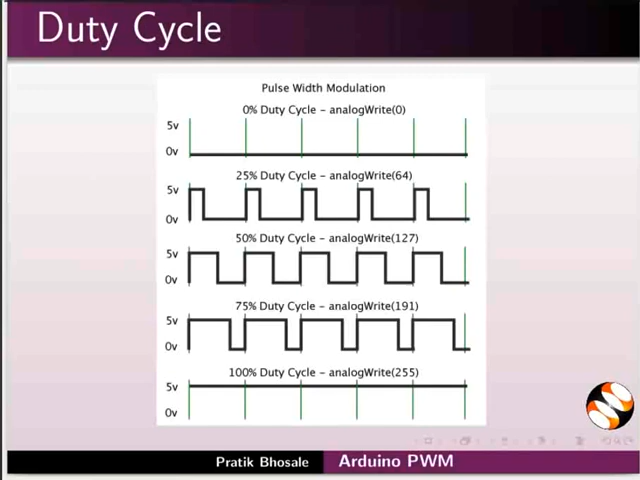 Duty Cycle
Pulse Width Modulation
0% Duty Cycle – analogWrite(0)
5v
0v
25% Duty Cycle – analogWrite(64)
5v
0v
50% Duty Cycle – analogWrite(127)
5v
0v
75% Duty Cycle – analogWrite(191)
5v
0v
100% Duty Cycle – analogWrite(255)
5v
0v
Pratik Bhosale Arduino PWM